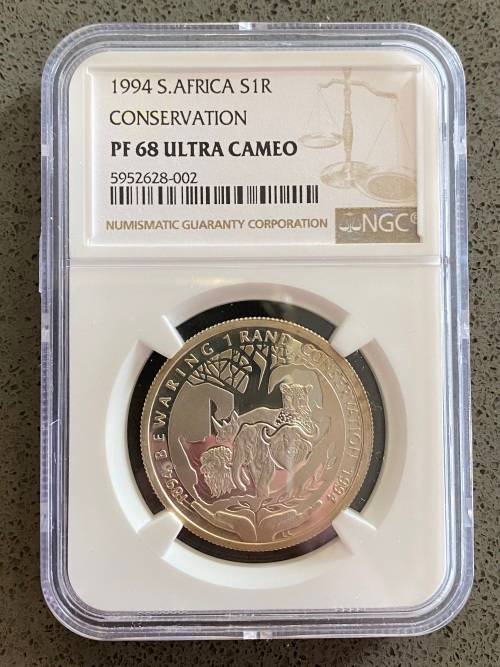 1994 S.AFRICA S1R
CONSERVATION
PF 68 ULTRA CAMEO
5952628-002
NUMISMATIC GUARANTY CORPORATION
NGC®
1894 BEWARING 1 RAND CONSERVATION 1994